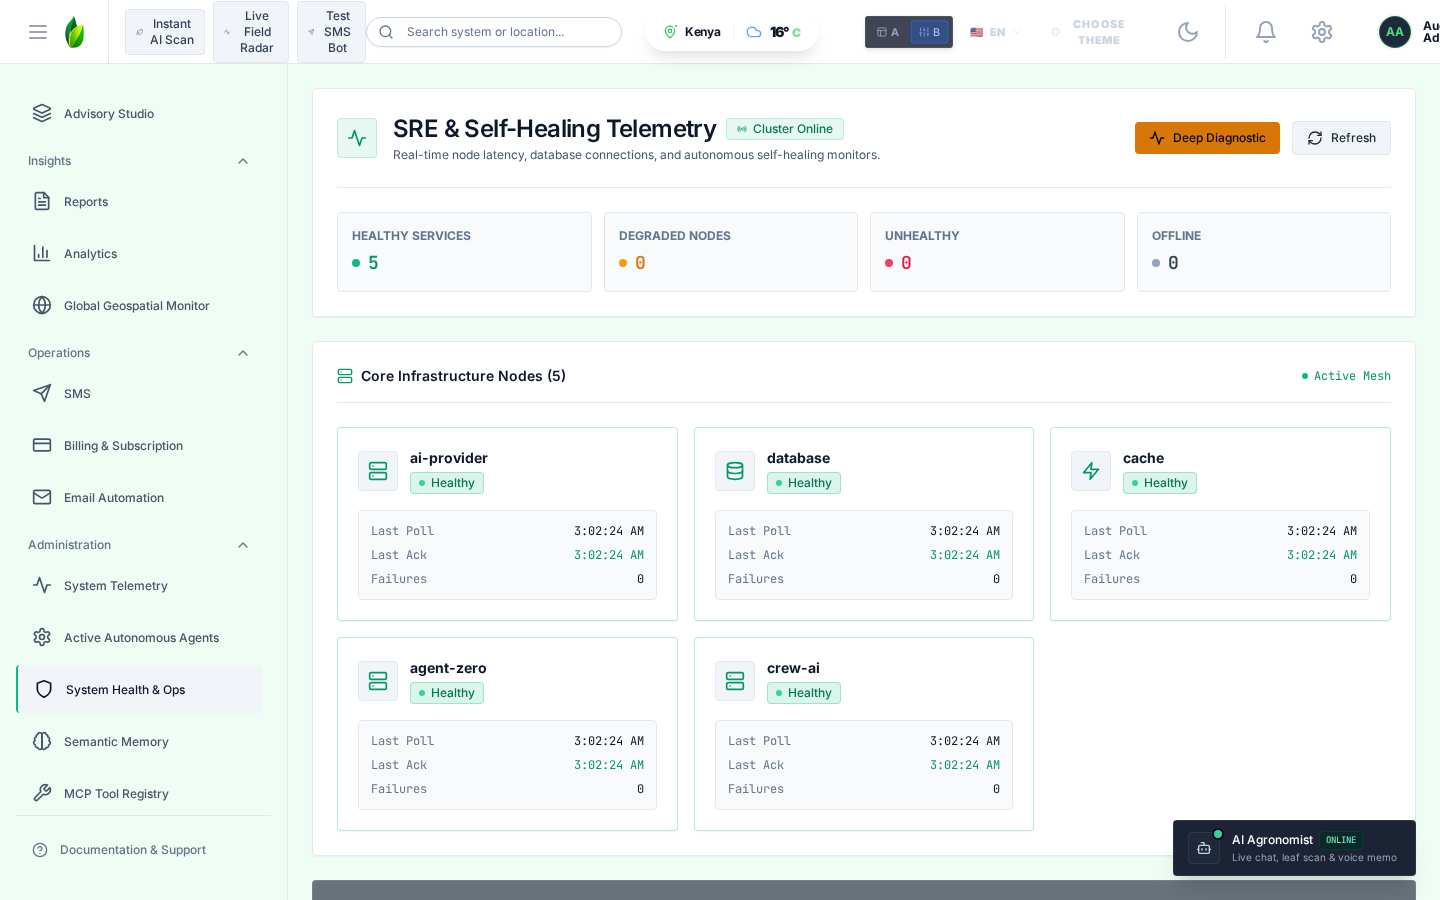 Instant
AI Scan
Live
Field
Radar
Test
SMS
Bot
Search system or location...
Kenya
16° C
A
B
EN
CHOOSE
THEME
AA
Advisory Studio
Insights
Reports
Analytics
Global Geospatial Monitor
Operations
SMS
Billing & Subscription
Email Automation
Administration
System Telemetry
Active Autonomous Agents
System Health & Ops
Semantic Memory
MCP Tool Registry
Documentation & Support
SRE & Self-Healing Telemetry
Cluster Online
Real-time node latency, database connections, and autonomous self-healing monitors.
Deep Diagnostic
Refresh
HEALTHY SERVICES
5
DEGRADED NODES
0
UNHEALTHY
0
OFFLINE
0
Core Infrastructure Nodes (5)
Active Mesh
ai-provider
Healthy
Last Poll 3:02:24 AM
Last Ack 3:02:24 AM
Failures 0
database
Healthy
Last Poll 3:02:24 AM
Last Ack 3:02:24 AM
Failures 0
cache
Healthy
Last Poll 3:02:24 AM
Last Ack 3:02:24 AM
Failures 0
agent-zero
Healthy
Last Poll 3:02:24 AM
Last Ack 3:02:24 AM
Failures 0
crew-ai
Healthy
Last Poll 3:02:24 AM
Last Ack 3:02:24 AM
Failures 0
AI Agronomist ONLINE
Live chat, leaf scan & voice memo